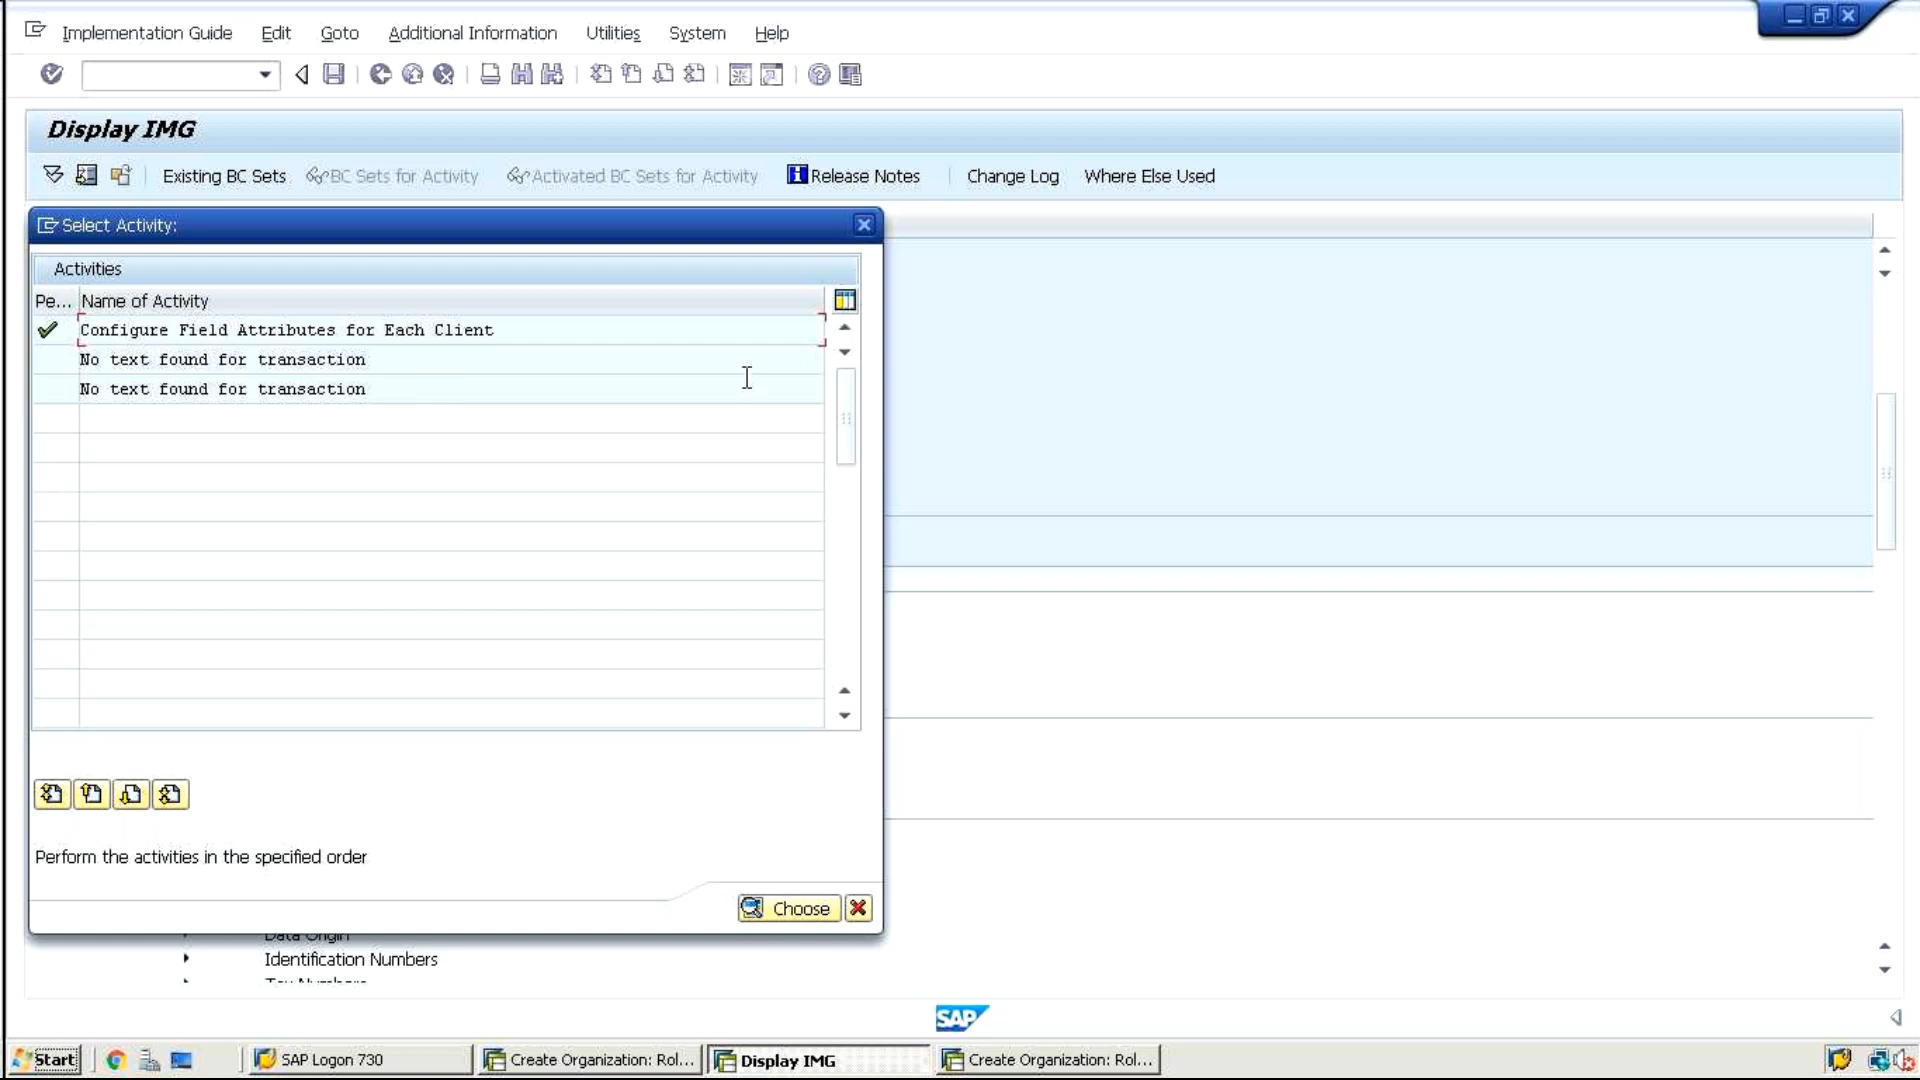 Implementation Guide Edit Goto Additional Information Utilities System Help
Display IMG
Existing BC Sets BC Sets for Activity Activated BC Sets for Activity Release Notes Change Log Where Else Used
Select Activity:
Activities
Pe... Name of Activity
Configure Field Attributes for Each Client
No text found for transaction
No text found for transaction
Perform the activities in the specified order
Choose
Data Origin
Identification Numbers
Tax Numbers
SAP
Start SAP Logon 730 Create Organization: Rol... Display IMG Create Organization: Rol...